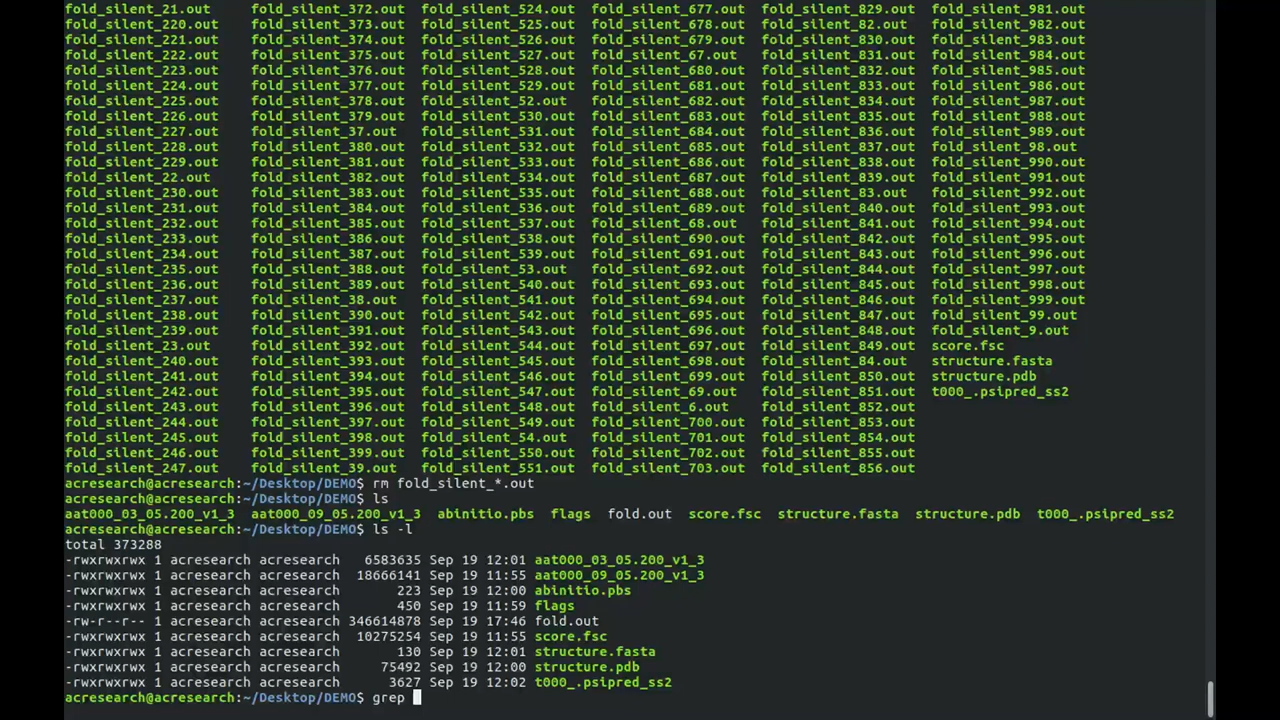 fold_silent_21.out fold_silent_372.out fold_silent_524.out fold_silent_677.out fold_silent_829.out fold_silent_981.out
fold_silent_220.out fold_silent_373.out fold_silent_525.out fold_silent_678.out fold_silent_82.out fold_silent_982.out
fold_silent_221.out fold_silent_374.out fold_silent_526.out fold_silent_679.out fold_silent_830.out fold_silent_983.out
fold_silent_222.out fold_silent_375.out fold_silent_527.out fold_silent_67.out fold_silent_831.out fold_silent_984.out
fold_silent_223.out fold_silent_376.out fold_silent_528.out fold_silent_680.out fold_silent_832.out fold_silent_985.out
fold_silent_224.out fold_silent_377.out fold_silent_529.out fold_silent_681.out fold_silent_833.out fold_silent_986.out
fold_silent_225.out fold_silent_378.out fold_silent_52.out fold_silent_682.out fold_silent_834.out fold_silent_987.out
fold_silent_226.out fold_silent_379.out fold_silent_530.out fold_silent_683.out fold_silent_835.out fold_silent_988.out
fold_silent_227.out fold_silent_37.out fold_silent_531.out fold_silent_684.out fold_silent_836.out fold_silent_989.out
fold_silent_228.out fold_silent_380.out fold_silent_532.out fold_silent_685.out fold_silent_837.out fold_silent_98.out
fold_silent_229.out fold_silent_381.out fold_silent_533.out fold_silent_686.out fold_silent_838.out fold_silent_990.out
fold_silent_22.out fold_silent_382.out fold_silent_534.out fold_silent_687.out fold_silent_839.out fold_silent_991.out
fold_silent_230.out fold_silent_383.out fold_silent_535.out fold_silent_688.out fold_silent_83.out fold_silent_992.out
fold_silent_231.out fold_silent_384.out fold_silent_536.out fold_silent_689.out fold_silent_840.out fold_silent_993.out
fold_silent_232.out fold_silent_385.out fold_silent_537.out fold_silent_68.out fold_silent_841.out fold_silent_994.out
fold_silent_233.out fold_silent_386.out fold_silent_538.out fold_silent_690.out fold_silent_842.out fold_silent_995.out
fold_silent_234.out fold_silent_387.out fold_silent_539.out fold_silent_691.out fold_silent_843.out fold_silent_996.out
fold_silent_235.out fold_silent_388.out fold_silent_53.out fold_silent_692.out fold_silent_844.out fold_silent_997.out
fold_silent_236.out fold_silent_389.out fold_silent_540.out fold_silent_693.out fold_silent_845.out fold_silent_998.out
fold_silent_237.out fold_silent_38.out fold_silent_541.out fold_silent_694.out fold_silent_846.out fold_silent_999.out
fold_silent_238.out fold_silent_390.out fold_silent_542.out fold_silent_695.out fold_silent_847.out fold_silent_99.out
fold_silent_239.out fold_silent_391.out fold_silent_543.out fold_silent_696.out fold_silent_848.out fold_silent_9.out
fold_silent_23.out fold_silent_392.out fold_silent_544.out fold_silent_697.out fold_silent_849.out score.fsc
fold_silent_240.out fold_silent_393.out fold_silent_545.out fold_silent_698.out fold_silent_84.out structure.fasta
fold_silent_241.out fold_silent_394.out fold_silent_546.out fold_silent_699.out fold_silent_850.out structure.pdb
fold_silent_242.out fold_silent_395.out fold_silent_547.out fold_silent_69.out fold_silent_851.out t000_.psipred_ss2
fold_silent_243.out fold_silent_396.out fold_silent_548.out fold_silent_6.out fold_silent_852.out
fold_silent_244.out fold_silent_397.out fold_silent_549.out fold_silent_700.out fold_silent_853.out
fold_silent_245.out fold_silent_398.out fold_silent_54.out fold_silent_701.out fold_silent_854.out
fold_silent_246.out fold_silent_399.out fold_silent_550.out fold_silent_702.out fold_silent_855.out
fold_silent_247.out fold_silent_39.out fold_silent_551.out fold_silent_703.out fold_silent_856.out
acresearch@acresearch:~/Desktop/DEMO$ rm fold_silent_*.out
acresearch@acresearch:~/Desktop/DEMO$ ls
aat000_03_05.200_v1_3 aat000_09_05.200_v1_3 abinitio.pbs flags fold.out score.fsc structure.fasta structure.pdb t000_.psipred_ss2
acresearch@acresearch:~/Desktop/DEMO$ ls -l
total 373288
-rwxrwxrwx 1 acresearch acresearch 6583635 Sep 19 12:01 aat000_03_05.200_v1_3
-rwxrwxrwx 1 acresearch acresearch 18666141 Sep 19 11:55 aat000_09_05.200_v1_3
-rwxrwxrwx 1 acresearch acresearch 223 Sep 19 12:00 abinitio.pbs
-rwxrwxrwx 1 acresearch acresearch 450 Sep 19 11:59 flags
-rw-r--r-- 1 acresearch acresearch 346614878 Sep 19 17:46 fold.out
-rwxrwxrwx 1 acresearch acresearch 10275254 Sep 19 11:55 score.fsc
-rwxrwxrwx 1 acresearch acresearch 130 Sep 19 12:01 structure.fasta
-rwxrwxrwx 1 acresearch acresearch 75492 Sep 19 12:00 structure.pdb
-rwxrwxrwx 1 acresearch acresearch 3627 Sep 19 12:02 t000_.psipred_ss2
acresearch@acresearch:~/Desktop/DEMO$ grep